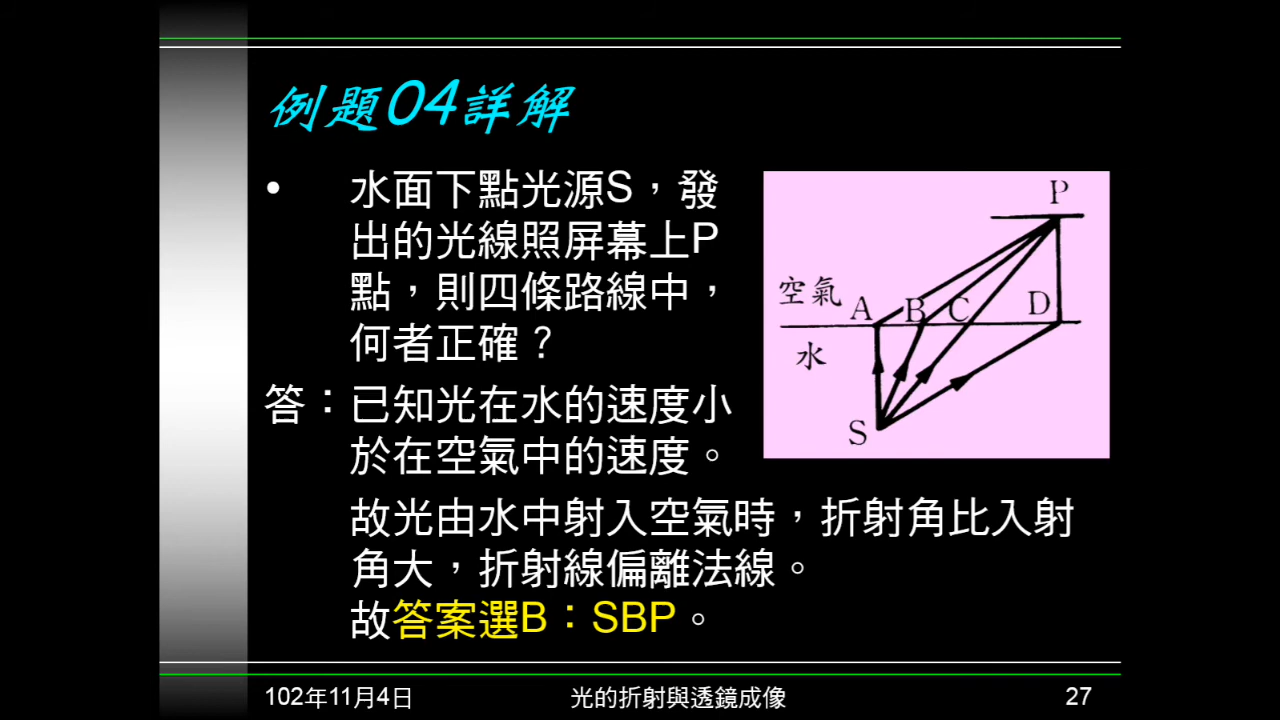 例題04詳解
• 水面下點光源S，發
出的光線照屏幕上P
點，則四條路線中，
何者正確？
答：已知光在水的速度小
於在空氣中的速度。
故光由水中射入空氣時，折射角比入射
角大，折射線偏離法線。
故答案選B：SBP。
P
空氣 A B C D
水
S
102年11月4日 光的折射與透鏡成像 27